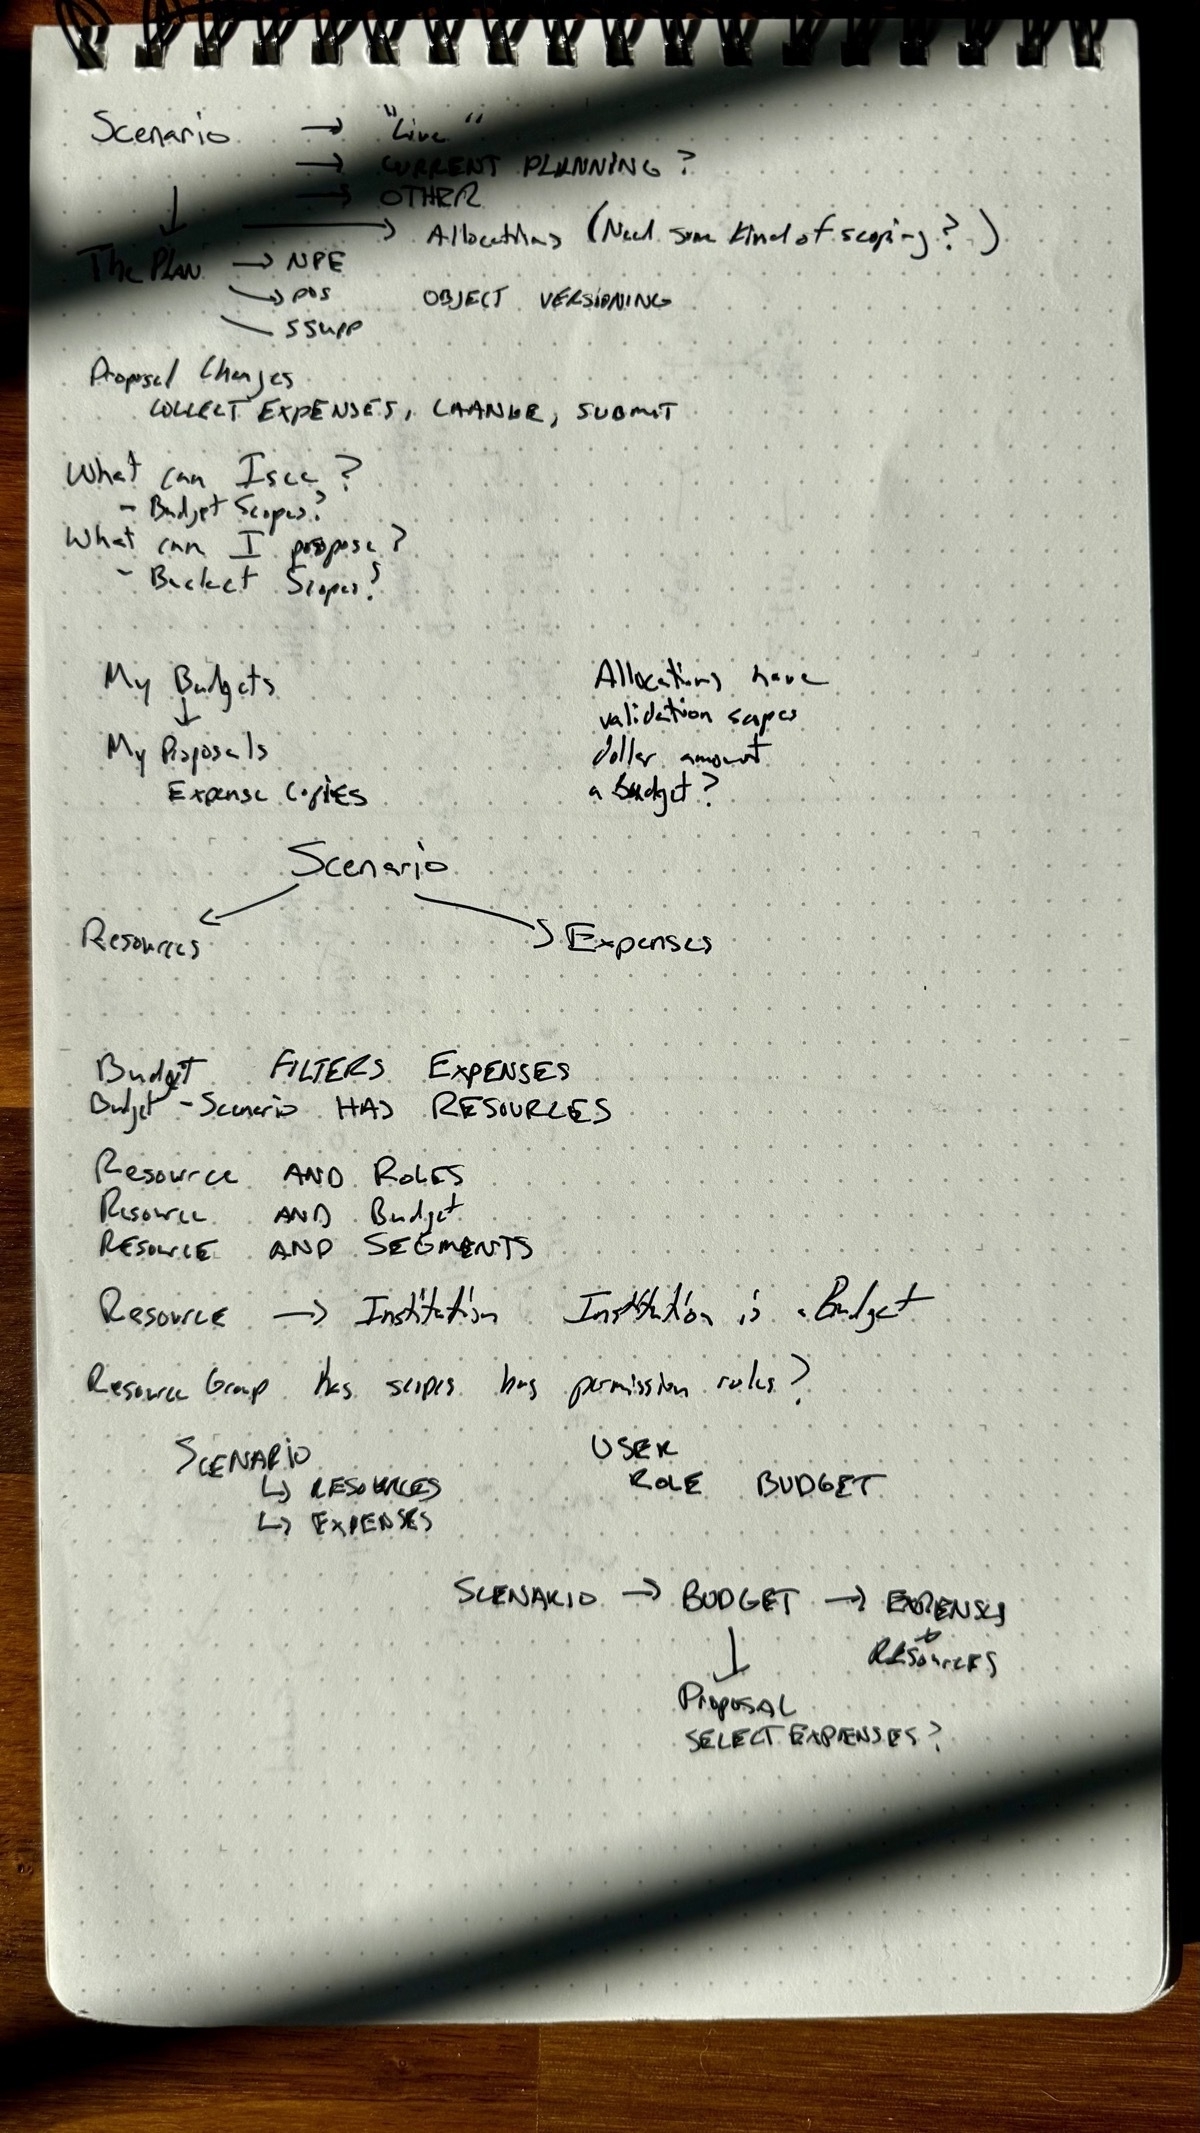 Scenario → "Live"
→ CURRENT PLANNING?
→ OTHER
↓ → Allocations (Need some kind of scoping?)
The PLAN → NPE
→ POS OBJECT VERSIONING
SSUPP
Proposal Changes
COLLECT EXPENSES, CHANGE, SUBMIT
What can I see?
- Budget Scopes?
What can I propose?
- Budget Scopes?
My Budgets
↓
My Proposals
Expense Copies
Allocations have
validation scopes
dollar amount
a Budget?
Scenario
Resources
Expenses
Budget FILTERS EXPENSES
Budget - Scenario HAS RESOURCES
Resource AND ROLES
Resource AND Budget
RESOURCE AND SEGMENTS
RESOURCE → Institution Institution is a Budget
Resource Group has scopes has permission rules?
SCENARIO
↳ RESOURCES
↳ EXPENSES
USER
ROLE BUDGET
SCENARIO → BUDGET → EXPENSES
+
RESOURCES
↓
PROPOSAL
SELECT EXPENSES?